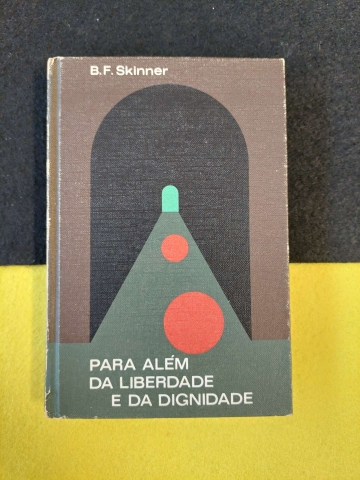 B.F. Skinner
PARA ALÉM
DA LIBERDADE
E DA DIGNIDADE